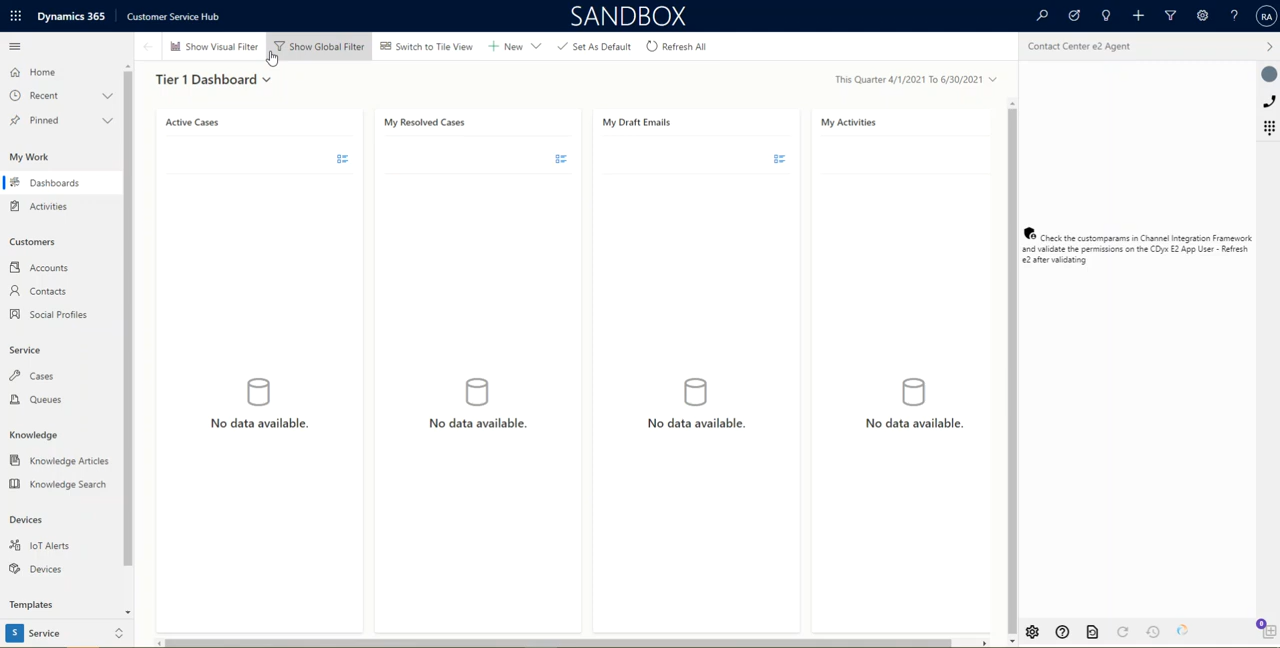 Dynamics 365
Customer Service Hub
SANDBOX
RA
Show Visual Filter
Show Global Filter
Switch to Tile View
New
Set As Default
Refresh All
Contact Center e2 Agent
Home
Recent
Pinned
My Work
Dashboards
Activities
Customers
Accounts
Contacts
Social Profiles
Service
Cases
Queues
Knowledge
Knowledge Articles
Knowledge Search
Devices
IoT Alerts
Devices
Templates
S Service
Tier 1 Dashboard
This Quarter 4/1/2021 To 6/30/2021
Active Cases
No data available.
My Resolved Cases
No data available.
My Draft Emails
No data available.
My Activities
No data available.
Check the customparams in Channel Integration Framework
and validate the permissions on the CDyx E2 App User - Refresh
e2 after validating
0